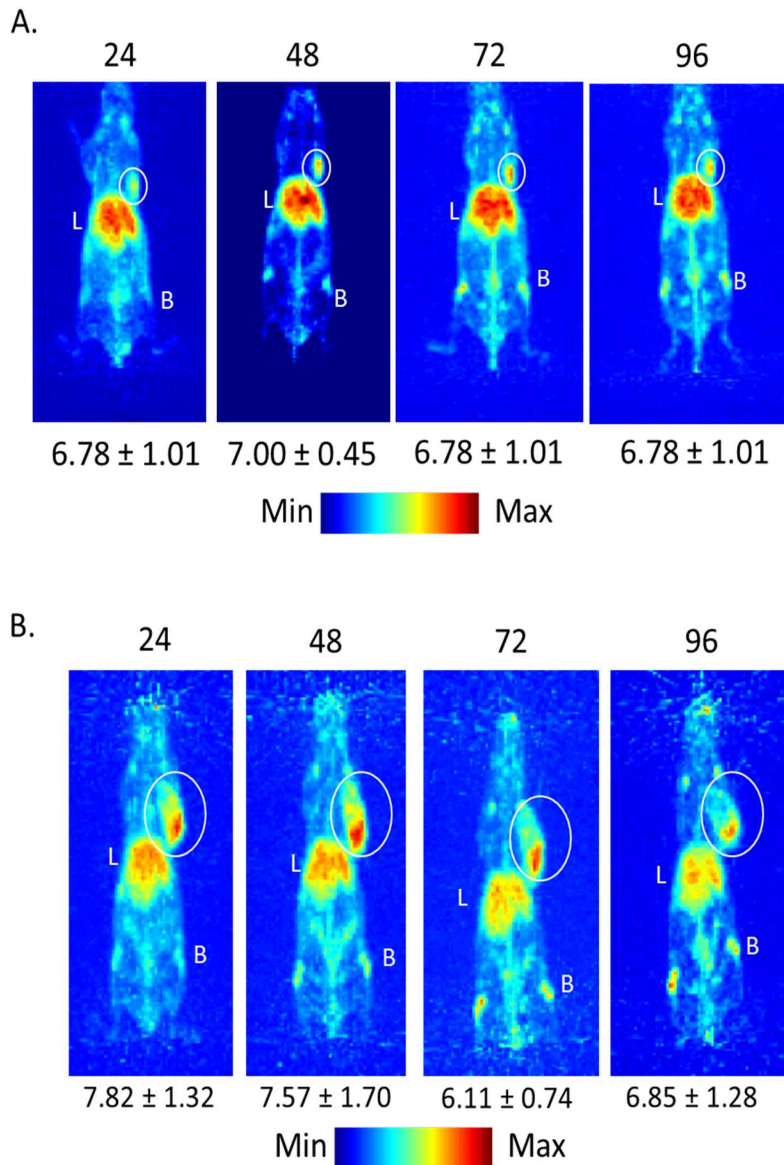 A.
24 48 72 96
L L L L
B B B B
6.78 ± 1.01 7.00 ± 0.45 6.78 ± 1.01 6.78 ± 1.01
Min Max
B.
24 48 72 96
L L L L
B B B B
7.82 ± 1.32 7.57 ± 1.70 6.11 ± 0.74 6.85 ± 1.28
Min Max